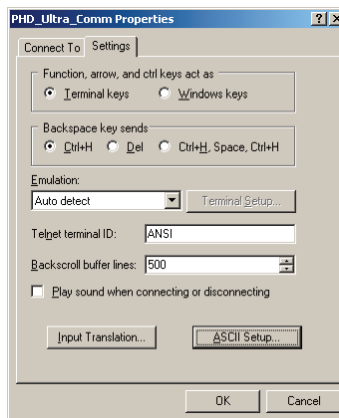 PHD_Ultra_Comm Properties
Connect To Settings
Function, arrow, and ctrl keys act as
Terminal keys Windows keys
Backspace key sends
Ctrl+H Del Ctrl+H, Space, Ctrl+H
Emulation:
Auto detect Terminal Setup...
Telnet terminal ID: ANSI
Backscroll buffer lines: 500
Play sound when connecting or disconnecting
Input Translation... ASCII Setup...
OK Cancel